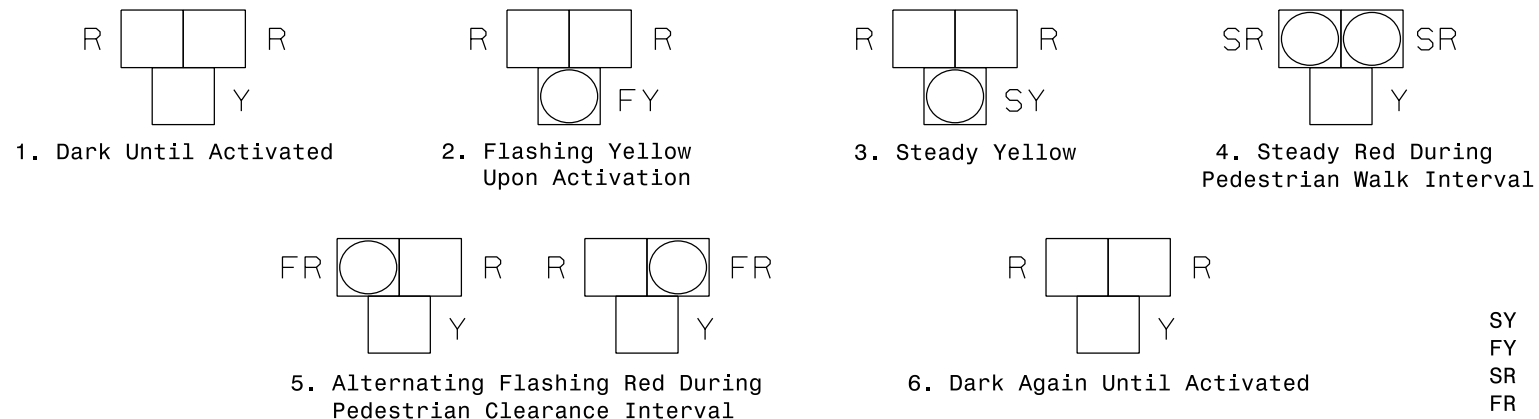 R R Y
1. Dark Until Activated
R R FY
2. Flashing Yellow
Upon Activation
R R SY
3. Steady Yellow
SR SR Y
4. Steady Red During
Pedestrian Walk Interval
FR R Y R FR Y
5. Alternating Flashing Red During
Pedestrian Clearance Interval
R R Y
6. Dark Again Until Activated
SY
FY
SR
FR